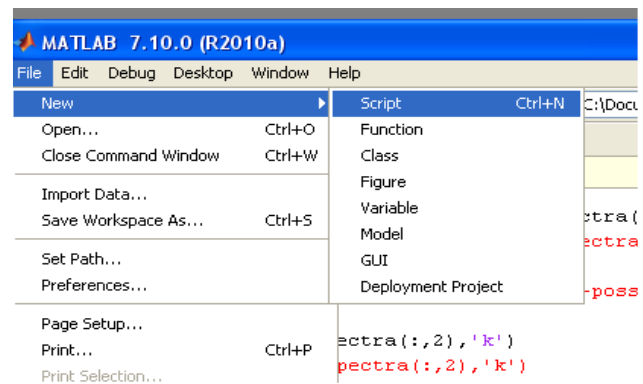 MATLAB 7.10.0 (R2010a)
File Edit Debug Desktop Window Help
New
Open... Ctrl+O
Close Command Window Ctrl+W
Import Data...
Save Workspace As... Ctrl+S
Set Path...
Preferences...
Page Setup...
Print... Ctrl+P
Print Selection...
Script Ctrl+N
Function
Class
Figure
Variable
Model
GUI
Deployment Project
C:\Docu
ctra(
ectra
-poss
ectra(:,2),'k')
pectra(:,2),'k')